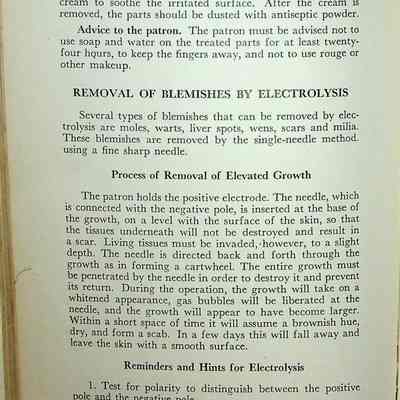 cream to soothe the irritated surface. After the cream is
removed, the parts should be dusted with antiseptic powder.
Advice to the patron. The patron must be advised not to
use soap and water on the treated parts for at least twenty-
four hours, to keep the fingers away, and not to use rouge or
other makeup.
REMOVAL OF BLEMISHES BY ELECTROLYSIS
Several types of blemishes that can be removed by elec-
trolysis are moles, warts, liver spots, wens, scars and milia.
These blemishes are removed by the single-needle method.
using a fine sharp needle.
Process of Removal of Elevated Growth
The patron holds the positive electrode. The needle, which
is connected with the negative pole, is inserted at the base of
the growth, on a level with the surface of the skin, so that
the tissues underneath will not be destroyed and result in
a scar. Living tissues must be invaded, however, to a slight
depth. The needle is directed back and forth through the
growth as in forming a cartwheel. The entire growth must
be penetrated by the needle in order to destroy it and prevent
its return. During the operation, the growth will take on a
whitened appearance, gas bubbles will be liberated at the
needle, and the growth will appear to have become larger.
Within a short space of time it will assume a brownish hue,
dry, and form a scab. In a few days this will fall away and
leave the skin with a smooth surface.
Reminders and Hints for Electrolysis
1. Test for polarity to distinguish between the positive
pole and the negative pole.